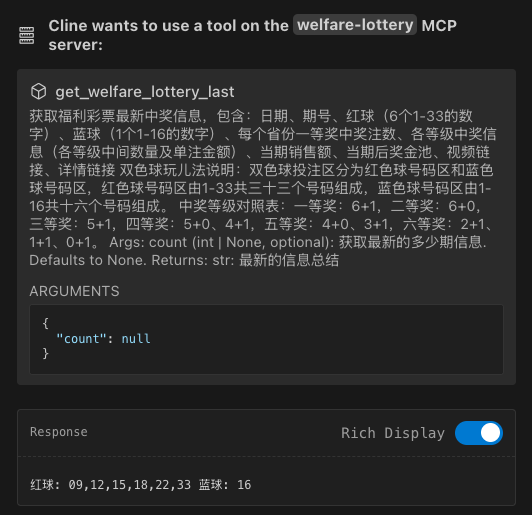 Cline wants to use a tool on the welfare-lottery MCP
server:
get_welfare_lottery_last
获取福利彩票最新中奖信息，包含：日期、期号、红球（6个1-33的数
字）、蓝球（1个1-16的数字）、每个省份一等奖中奖注数、各等级中奖信
息（各等级中间数量及单注金额）、当期销售额、当期后奖金池、视频链
接、详情链接 双色球玩儿法说明：双色球投注区分为红色球号码区和蓝色
球号码区，红色球号码区由1-33共三十三个号码组成，蓝色球号码区由1-
16共十六个号码组成。 中奖等级对照表：一等奖：6+1，二等奖：6+0，
三等奖：5+1，四等奖：5+0、4+1，五等奖：4+0、3+1，六等奖：2+1、
1+1、0+1。 Args: count (int | None, optional): 获取最新的多少期信息.
Defaults to None. Returns: str: 最新的信息总结
ARGUMENTS
{
"count": null
}
Response
Rich Display
红球: 09,12,15,18,22,33 蓝球: 16